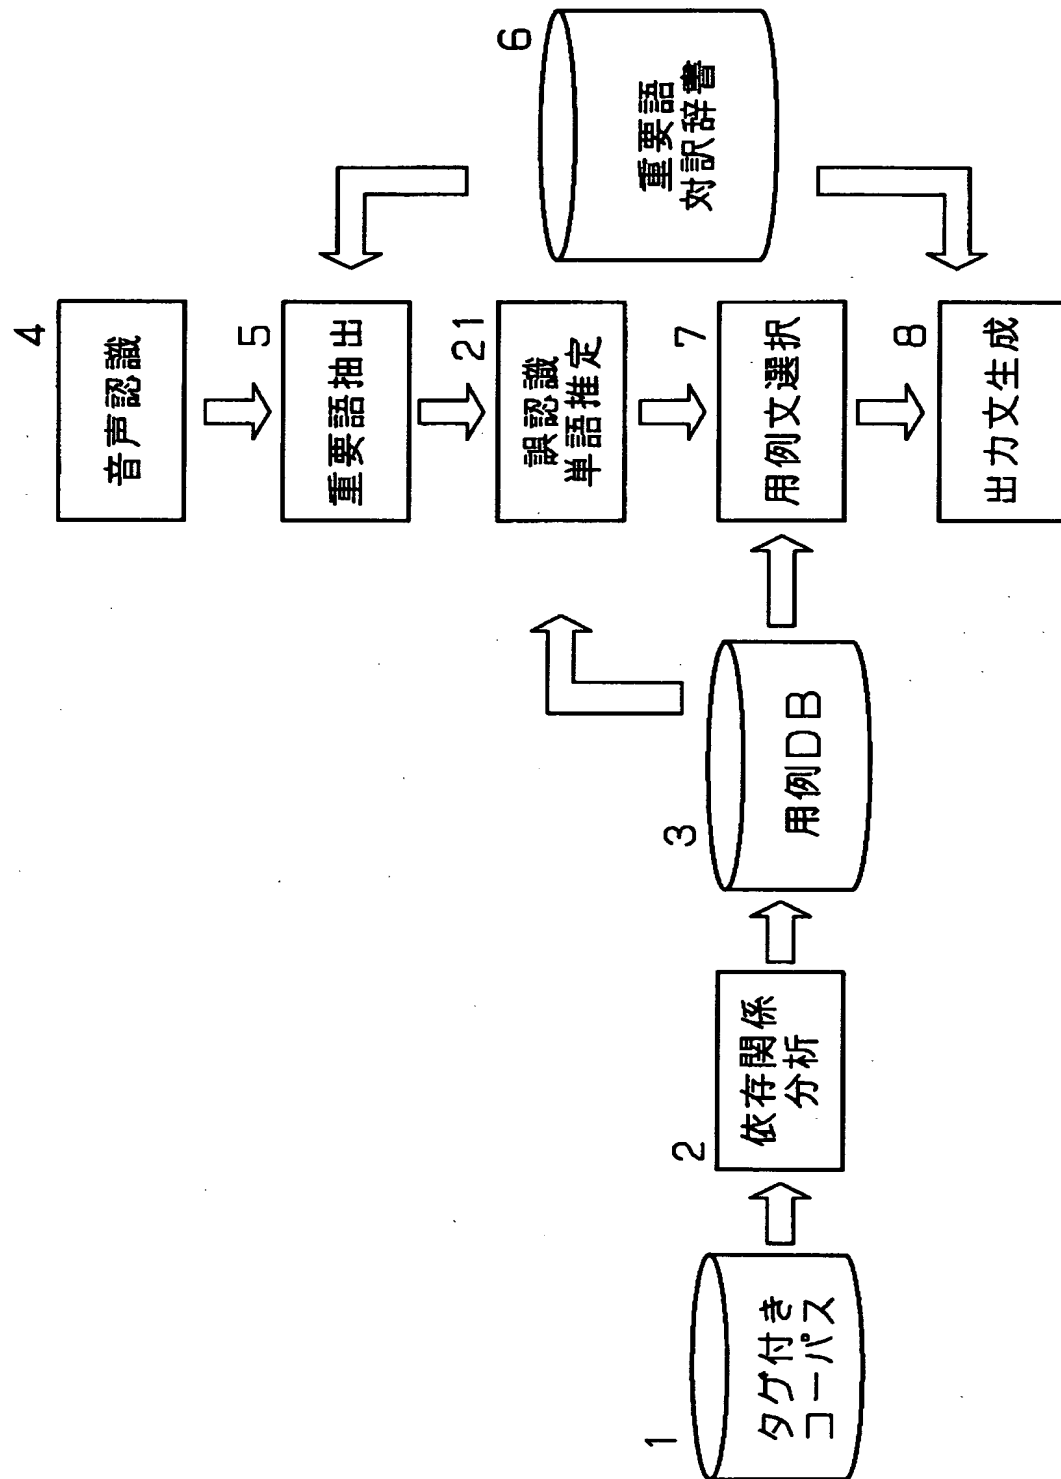 4
音声認識
5
重要語抽出
21
誤認識
単語推定
7
用例文選択
8
出力文生成
6
重要語
対訳辞書
3
用例DB
2
依存関係
分析
1
タグ付き
コーパス